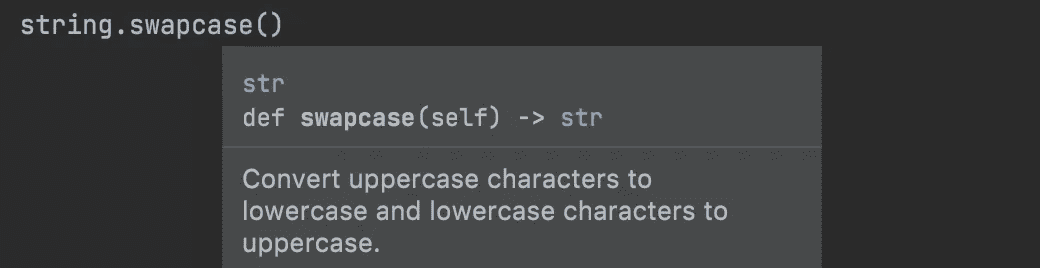 string.swapcase()
str
def swapcase(self) -> str
Convert uppercase characters to
lowercase and lowercase characters to
uppercase.